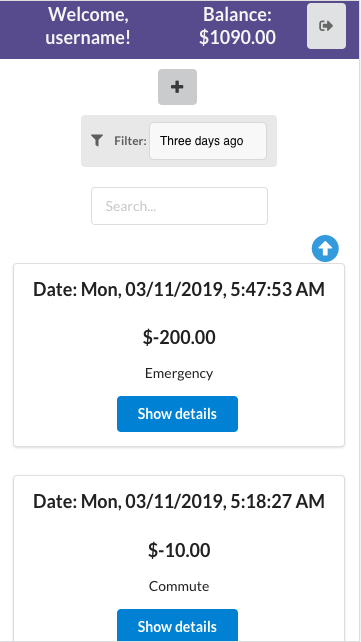 Welcome,
username!
Balance:
$1090.00
Filter:
Three days ago
Search...
Date: Mon, 03/11/2019, 5:47:53 AM
$-200.00
Emergency
Show details
Date: Mon, 03/11/2019, 5:18:27 AM
$-10.00
Commute
Show details